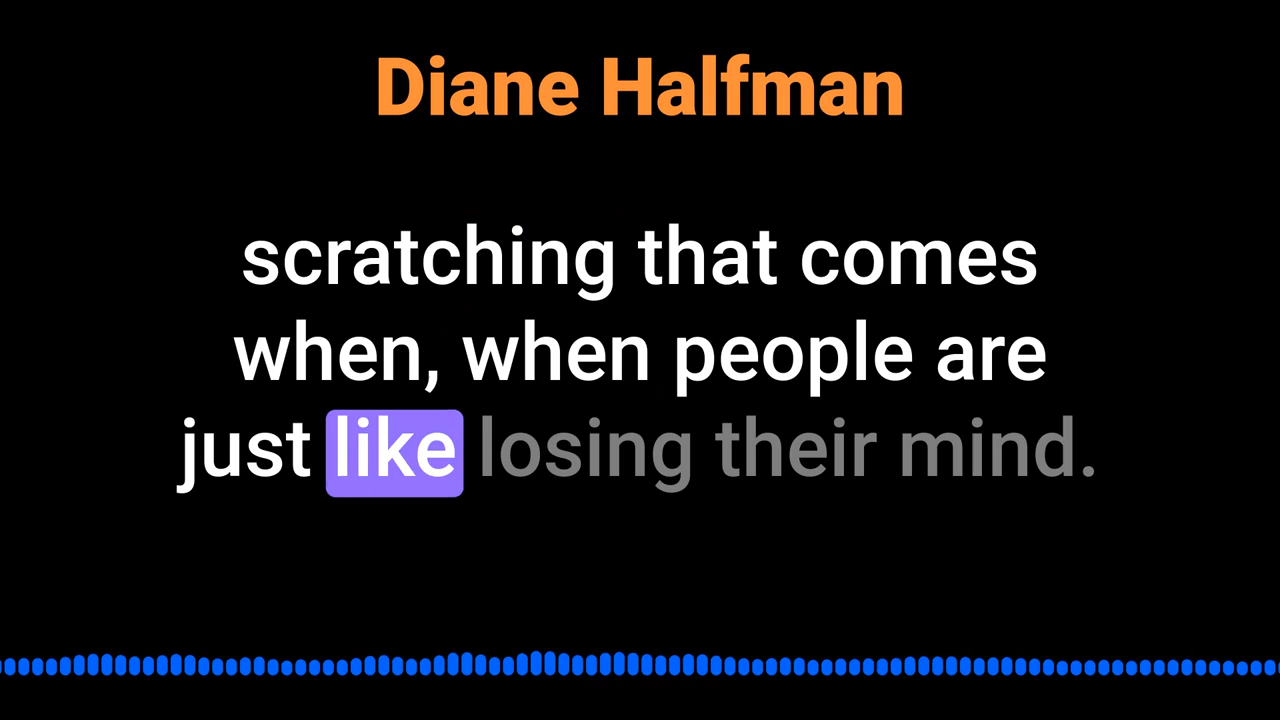 Diane Halfman
scratching that comes
when, when people are
just like losing their mind.